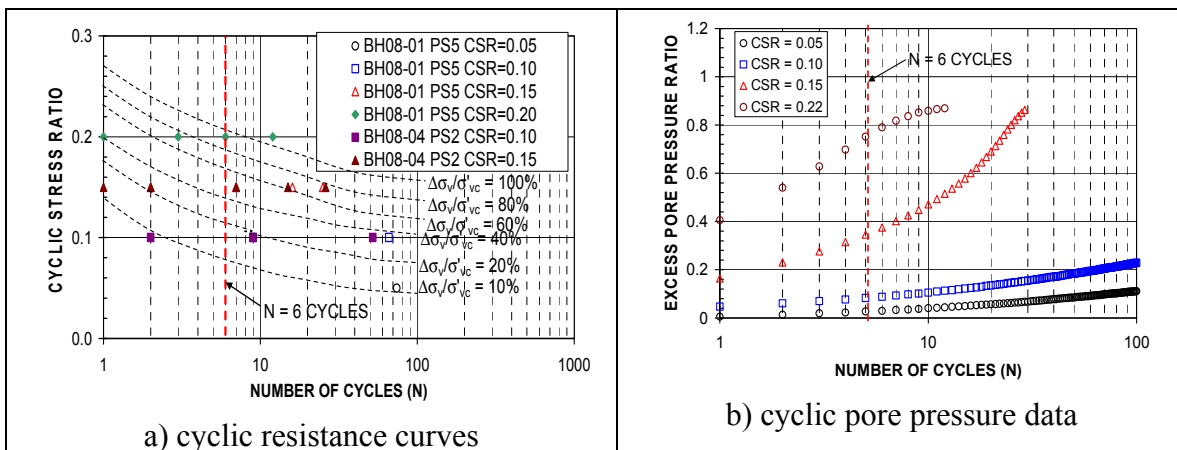 0.3
0.2
0.1
0.0
CYCLIC STRESS RATIO
BH08-01 PS5 CSR=0.05
BH08-01 PS5 CSR=0.10
BH08-01 PS5 CSR=0.15
BH08-01 PS5 CSR=0.20
BH08-04 PS2 CSR=0.10
BH08-04 PS2 CSR=0.15
Δσv/σ'vc = 100%
Δσv/σ'vc = 80%
Δσv/σ'vc = 60%
Δσv/σ'vc = 40%
Δσv/σ'vc = 20%
Δσv/σ'vc = 10%
N = 6 CYCLES
1 10 100 1000
NUMBER OF CYCLES (N)
a) cyclic resistance curves
1.2
1
0.8
0.6
0.4
0.2
0
EXCESS PORE PRESSURE RATIO
CSR = 0.05
CSR = 0.10
CSR = 0.15
CSR = 0.22
N = 6 CYCLES
1 10 100
NUMBER OF CYCLES (N)
b) cyclic pore pressure data